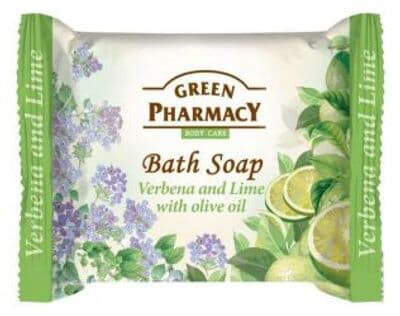 Verbena and Lime
GREEN
PHARMACY
BODY CARE
Bath Soap
Verbena and Lime
with olive oil
Verbena and Lime